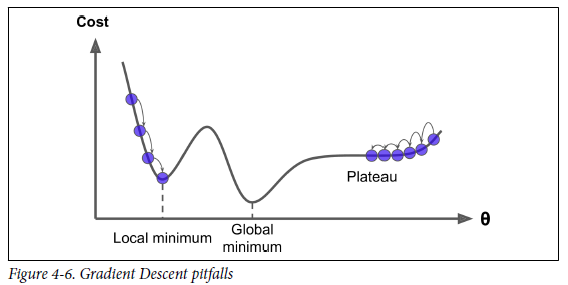 Cost
Plateau
θ
Local minimum
Global
minimum
Figure 4-6. Gradient Descent pitfalls